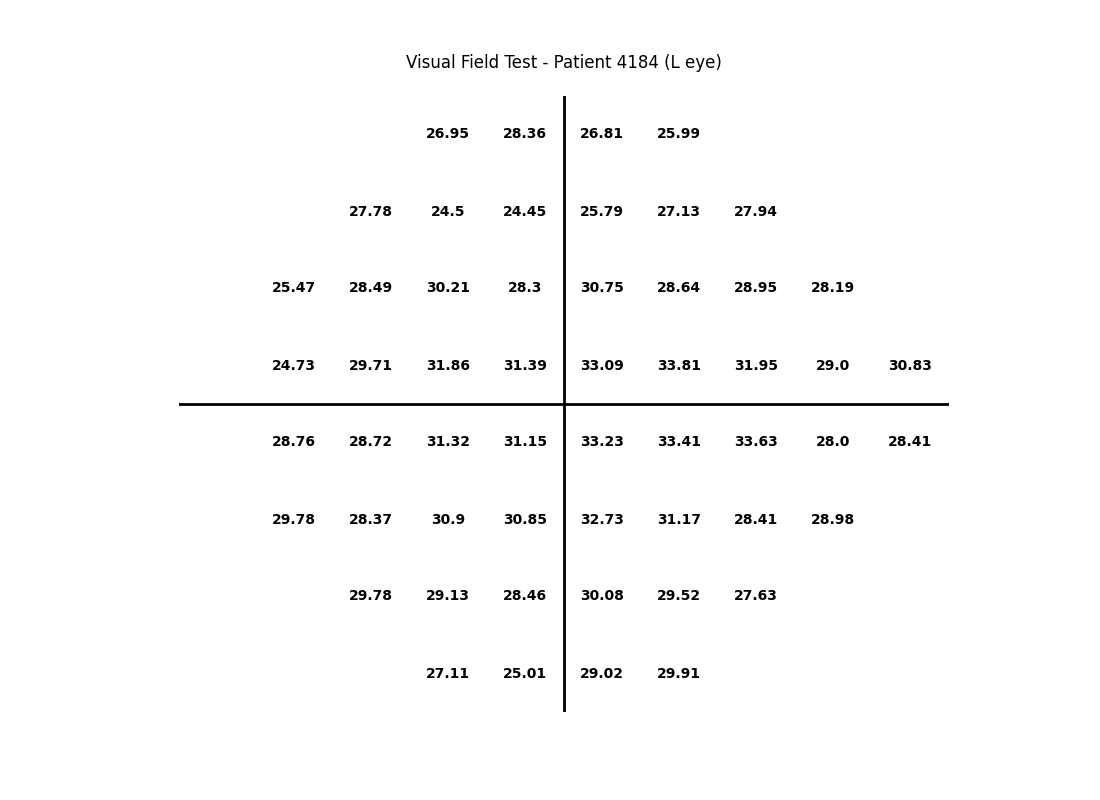 Visual Field Test - Patient 4184 (L eye)
26.95 28.36 26.81 25.99
27.78 24.5 24.45 25.79 27.13 27.94
25.47 28.49 30.21 28.3 30.75 28.64 28.95 28.19
24.73 29.71 31.86 31.39 33.09 33.81 31.95 29.0 30.83
28.76 28.72 31.32 31.15 33.23 33.41 33.63 28.0 28.41
29.78 28.37 30.9 30.85 32.73 31.17 28.41 28.98
29.78 29.13 28.46 30.08 29.52 27.63
27.11 25.01 29.02 29.91